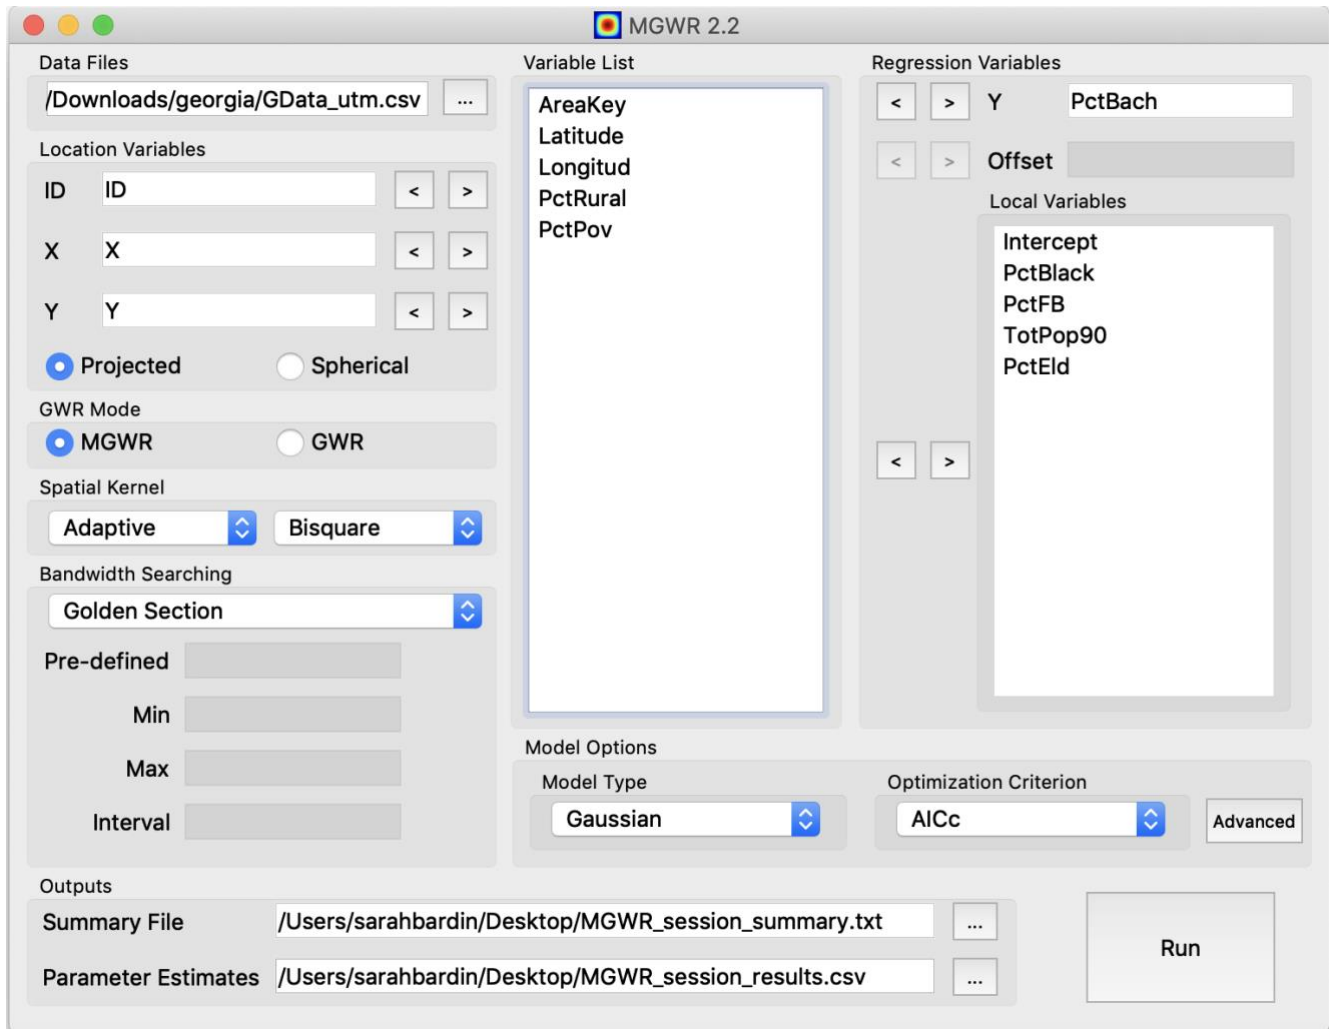 MGWR 2.2
Data Files
/Downloads/georgia/GData_utm.csv ...
Location Variables
ID ID < >
X X < >
Y Y < >
Projected Spherical
GWR Mode
MGWR GWR
Spatial Kernel
Adaptive Bisquare
Bandwidth Searching
Golden Section
Pre-defined
Min
Max
Interval
Variable List
AreaKey
Latitude
Longitud
PctRural
PctPov
Regression Variables
< > Y PctBach
< > Offset
Local Variables
Intercept
PctBlack
PctFB
TotPop90
PctEld
< >
Model Options
Model Type
Gaussian
Optimization Criterion
AICc
Advanced
Outputs
Summary File /Users/sarahbardin/Desktop/MGWR_session_summary.txt ...
Parameter Estimates /Users/sarahbardin/Desktop/MGWR_session_results.csv ...
Run